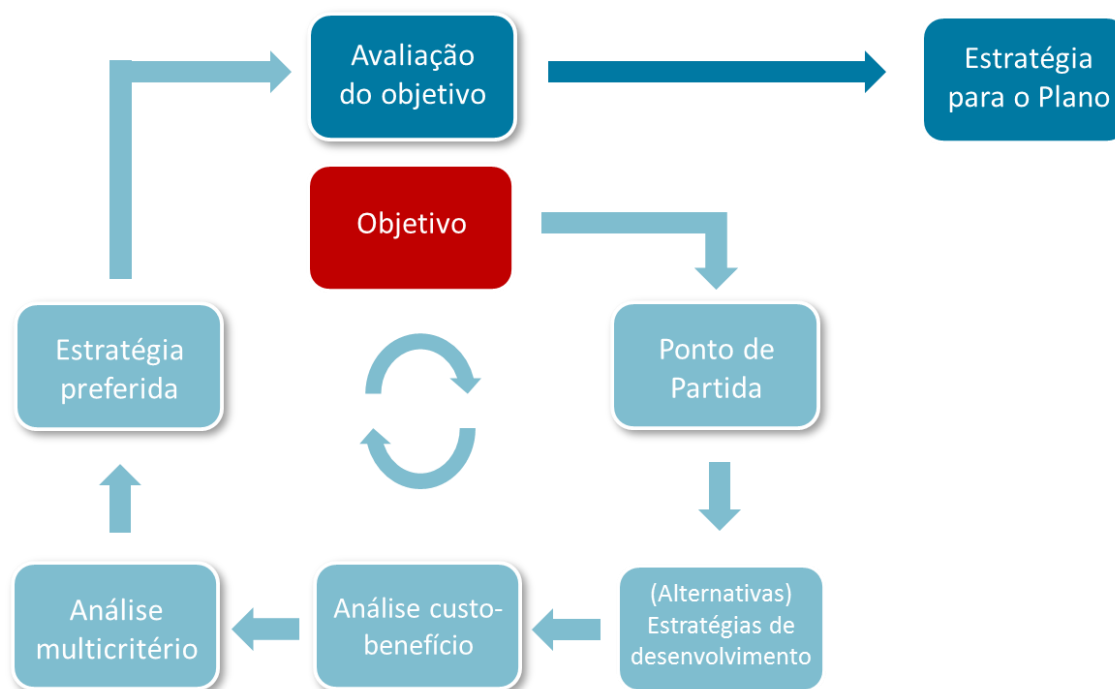 Avaliação
do objetivo
Estratégia
para o Plano
Objetivo
Ponto de
Partida
(Alternativas)
Estratégias de
desenvolvimento
Análise custo-
benefício
Análise
multicritério
Estratégia
preferida